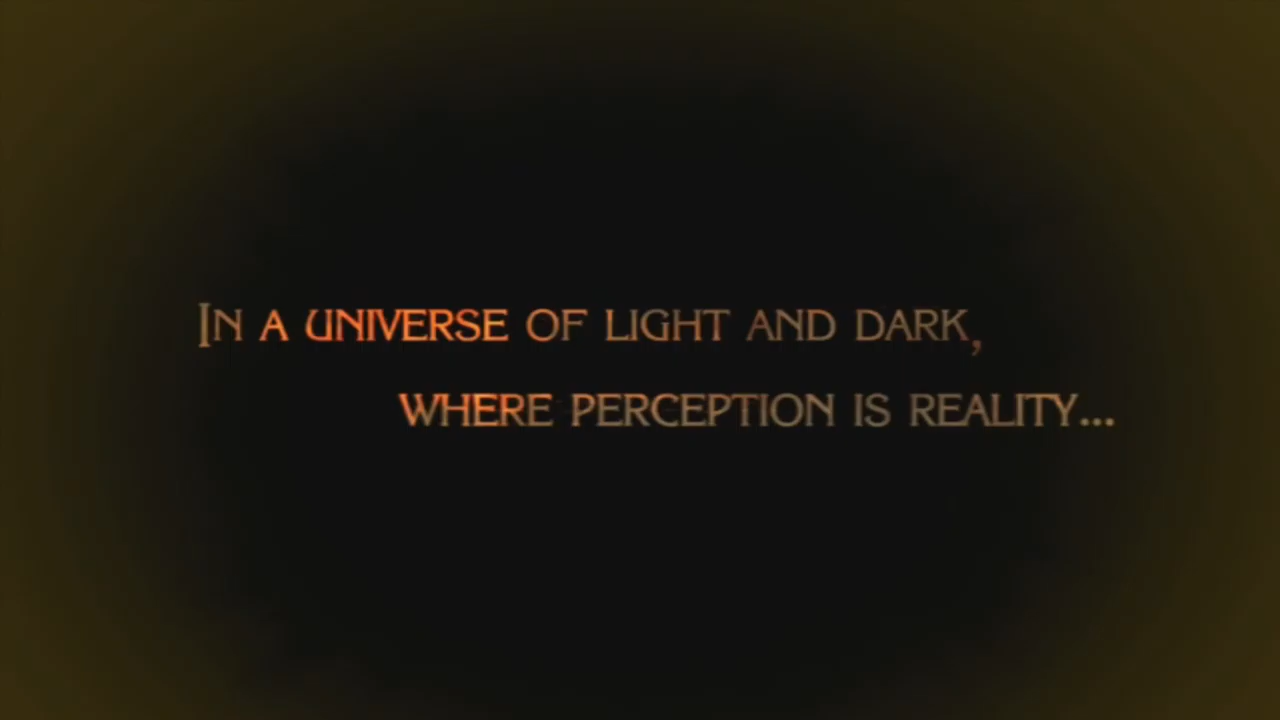 In a universe of light and dark,
where perception is reality...